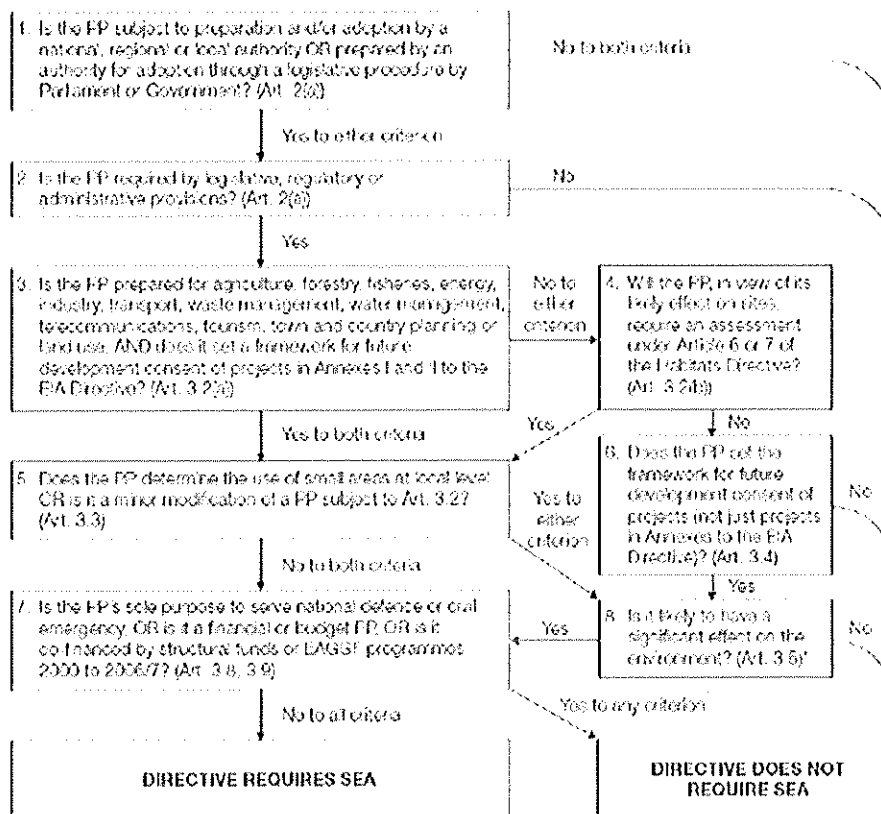 1. Is the PP subject to preparation and/or adoption by a
national, regional or local authority OR prepared by an
authority for adoption through a legislative procedure by
Parliament or Government? (Art. 2(a))
No to both criteria
Yes to either criterion
2. Is the PP required by legislative, regulatory or
administrative provisions? (Art. 2(a))
No
Yes
3. Is the PP prepared for agriculture, forestry, fisheries, energy,
industry, transport, waste management, water management,
telecommunications, tourism, town and country planning or
land use, AND does it set a framework for future
development consent of projects in Annexes I and II to the
EIA Directive? (Art. 3.2(a))
No to
either
criterion
4. Will the PP, in view of its
likely effect on sites,
require an assessment
under Article 6 or 7 of
the Habitats Directive?
(Art. 3.2(b))
Yes to both criteria
Yes
No
5. Does the PP determine the use of small areas at local level
OR is it a minor modification of a PP subject to Art. 3.2?
(Art. 3.3)
Yes to
either
criterion
6. Does the PP set the
framework for future
development consent of
projects (not just projects
in Annexes to the EIA
Directive)? (Art. 3.4)
No
No to both criteria
Yes
7. Is the PP's sole purpose to serve national defence or civil
emergency, OR is it a financial or budget PP, OR is it
co-financed by structural funds or EAGGF programmes
2000 to 2006/7? (Art. 3.8, 3.9)
Yes
8. Is it likely to have a
significant effect on the
environment? (Art. 3.5)*
No
No to all criteria
Yes to any criterion
DIRECTIVE REQUIRES SEA
DIRECTIVE DOES NOT
REQUIRE SEA